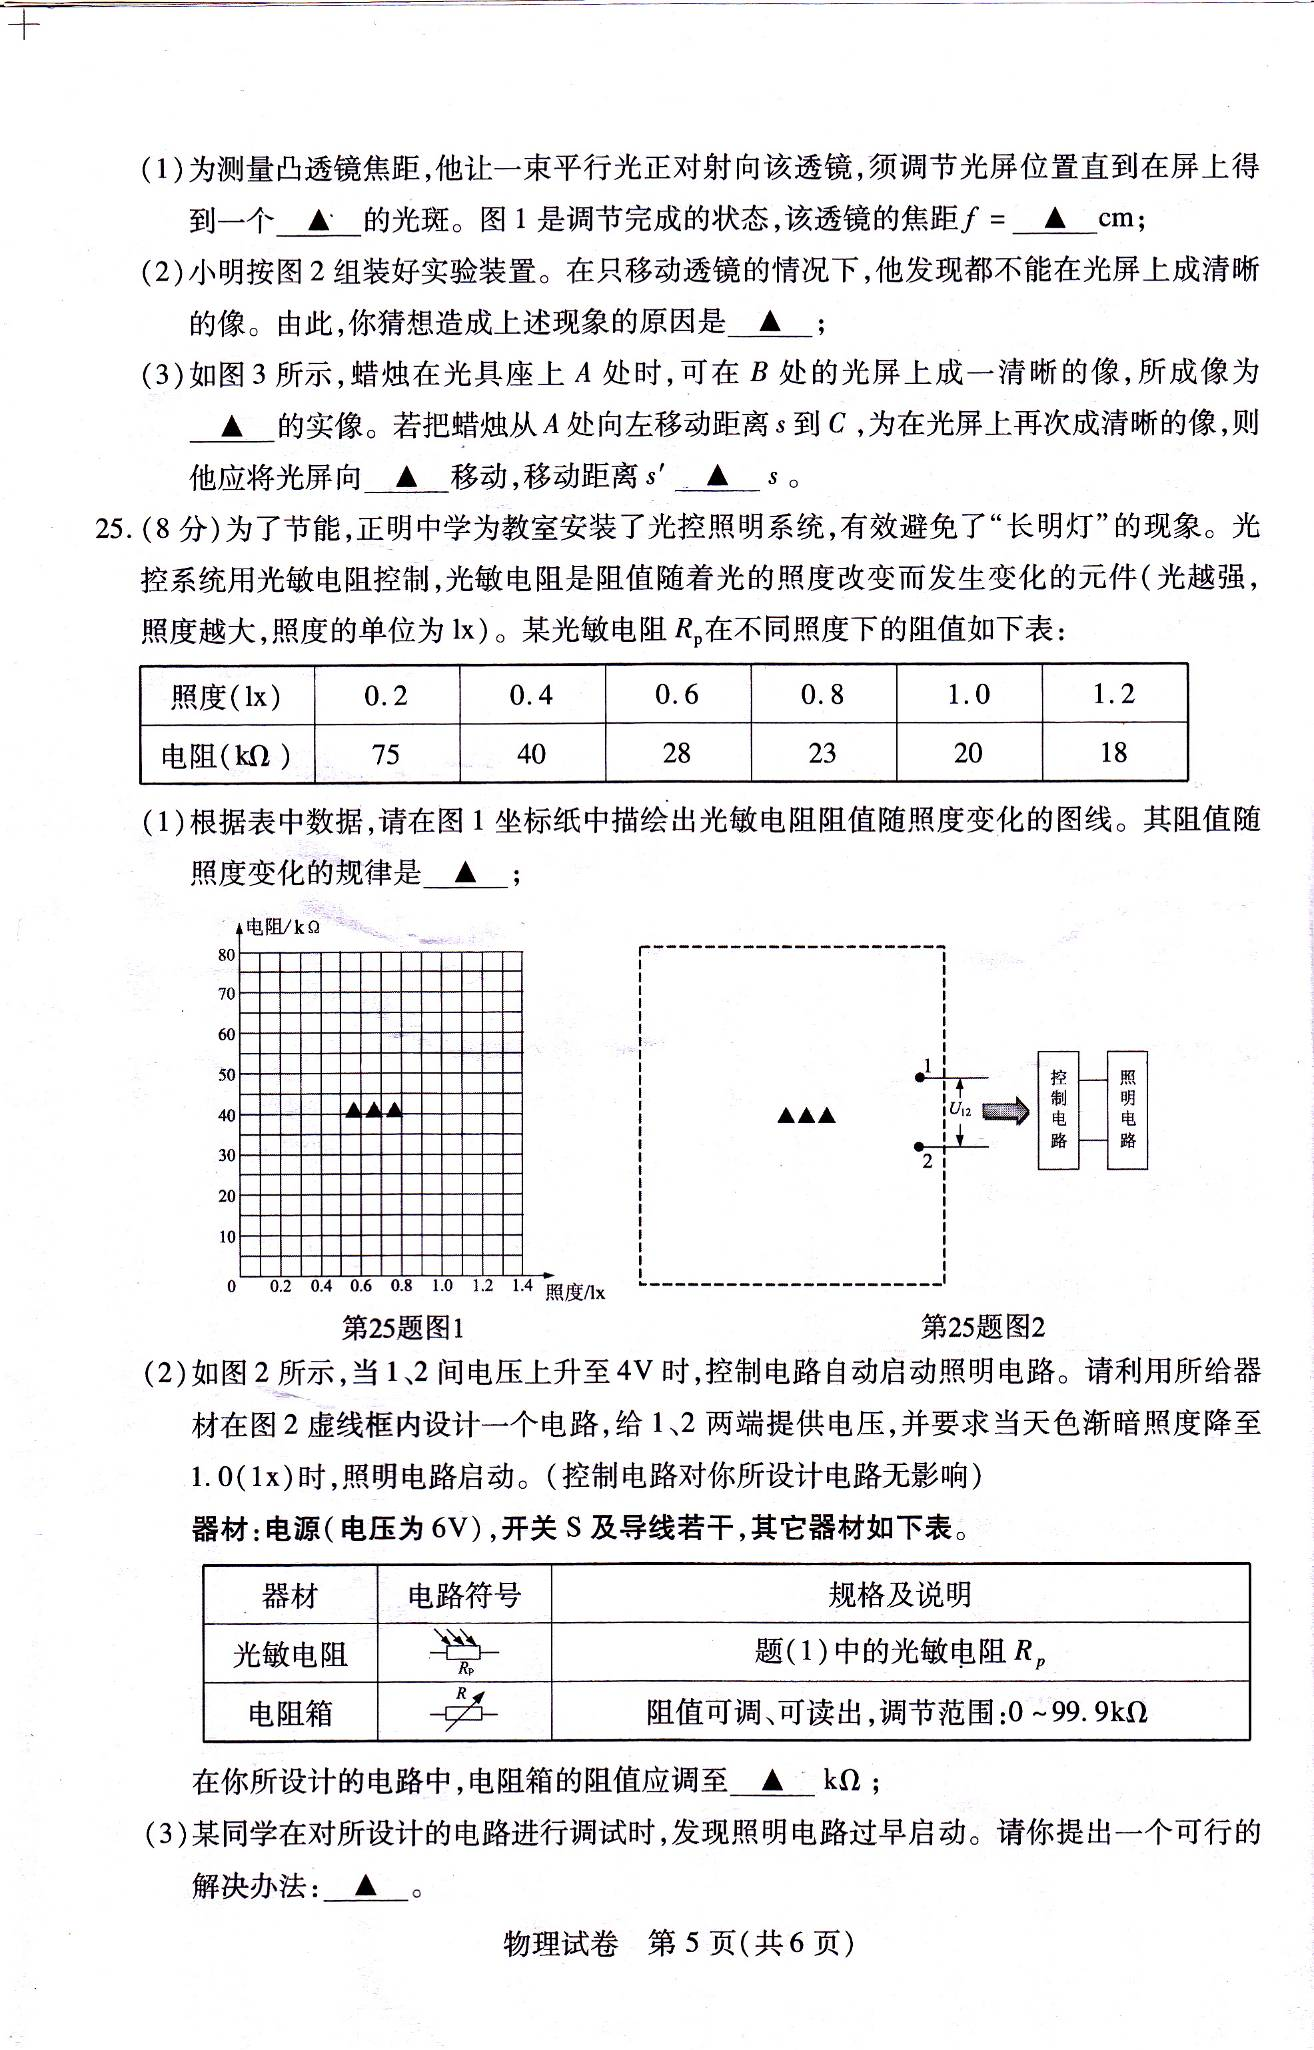 (1)为测量凸透镜焦距,他让一束平行光正对射向该透镜,须调节光屏位置直到在屏上得
到一个 ▲ 的光斑。图1是调节完成的状态,该透镜的焦距f = ▲ cm;
(2)小明按图2组装好实验装置。在只移动透镜的情况下,他发现都不能在光屏上成清晰
的像。由此,你猜想造成上述现象的原因是 ▲ ;
(3)如图3所示,蜡烛在光具座上A处时,可在B处的光屏上成一清晰的像,所成像为
▲ 的实像。若把蜡烛从A处向左移动距离s到C,为在光屏上再次成清晰的像,则
他应将光屏向 ▲ 移动,移动距离s′ ▲ s。
25.(8分)为了节能,正明中学为教室安装了光控照明系统,有效避免了“长明灯”的现象。光
控系统用光敏电阻控制,光敏电阻是阻值随着光的照度改变而发生变化的元件(光越强,
照度越大,照度的单位为lx)。某光敏电阻Rp在不同照度下的阻值如下表:
照度(lx) 0.2 0.4 0.6 0.8 1.0 1.2
电阻(kΩ) 75 40 28 23 20 18
(1)根据表中数据,请在图1坐标纸中描绘出光敏电阻阻值随照度变化的图线。其阻值随
照度变化的规律是 ▲ ;
电阻/kΩ
80
70
60
50
40
30
20
10
▲▲▲
0 0.2 0.4 0.6 0.8 1.0 1.2 1.4 照度/lx
第25题图1
▲▲▲
1
U12
2
控制电路
照明电路
第25题图2
(2)如图2所示,当1、2间电压上升至4V时,控制电路自动启动照明电路。请利用所给器
材在图2虚线框内设计一个电路,给1、2两端提供电压,并要求当天色渐暗照度降至
1.0(1x)时,照明电路启动。(控制电路对你所设计电路无影响)
器材:电源(电压为6V),开关S及导线若干,其它器材如下表。
器材 电路符号 规格及说明
光敏电阻 RP 题(1)中的光敏电阻Rp
电阻箱 R 阻值可调、可读出,调节范围:0~99.9kΩ
在你所设计的电路中,电阻箱的阻值应调至 ▲ kΩ;
(3)某同学在对所设计的电路进行调试时,发现照明电路过早启动。请你提出一个可行的
解决办法: ▲ 。
物理试卷 第5页(共6页)